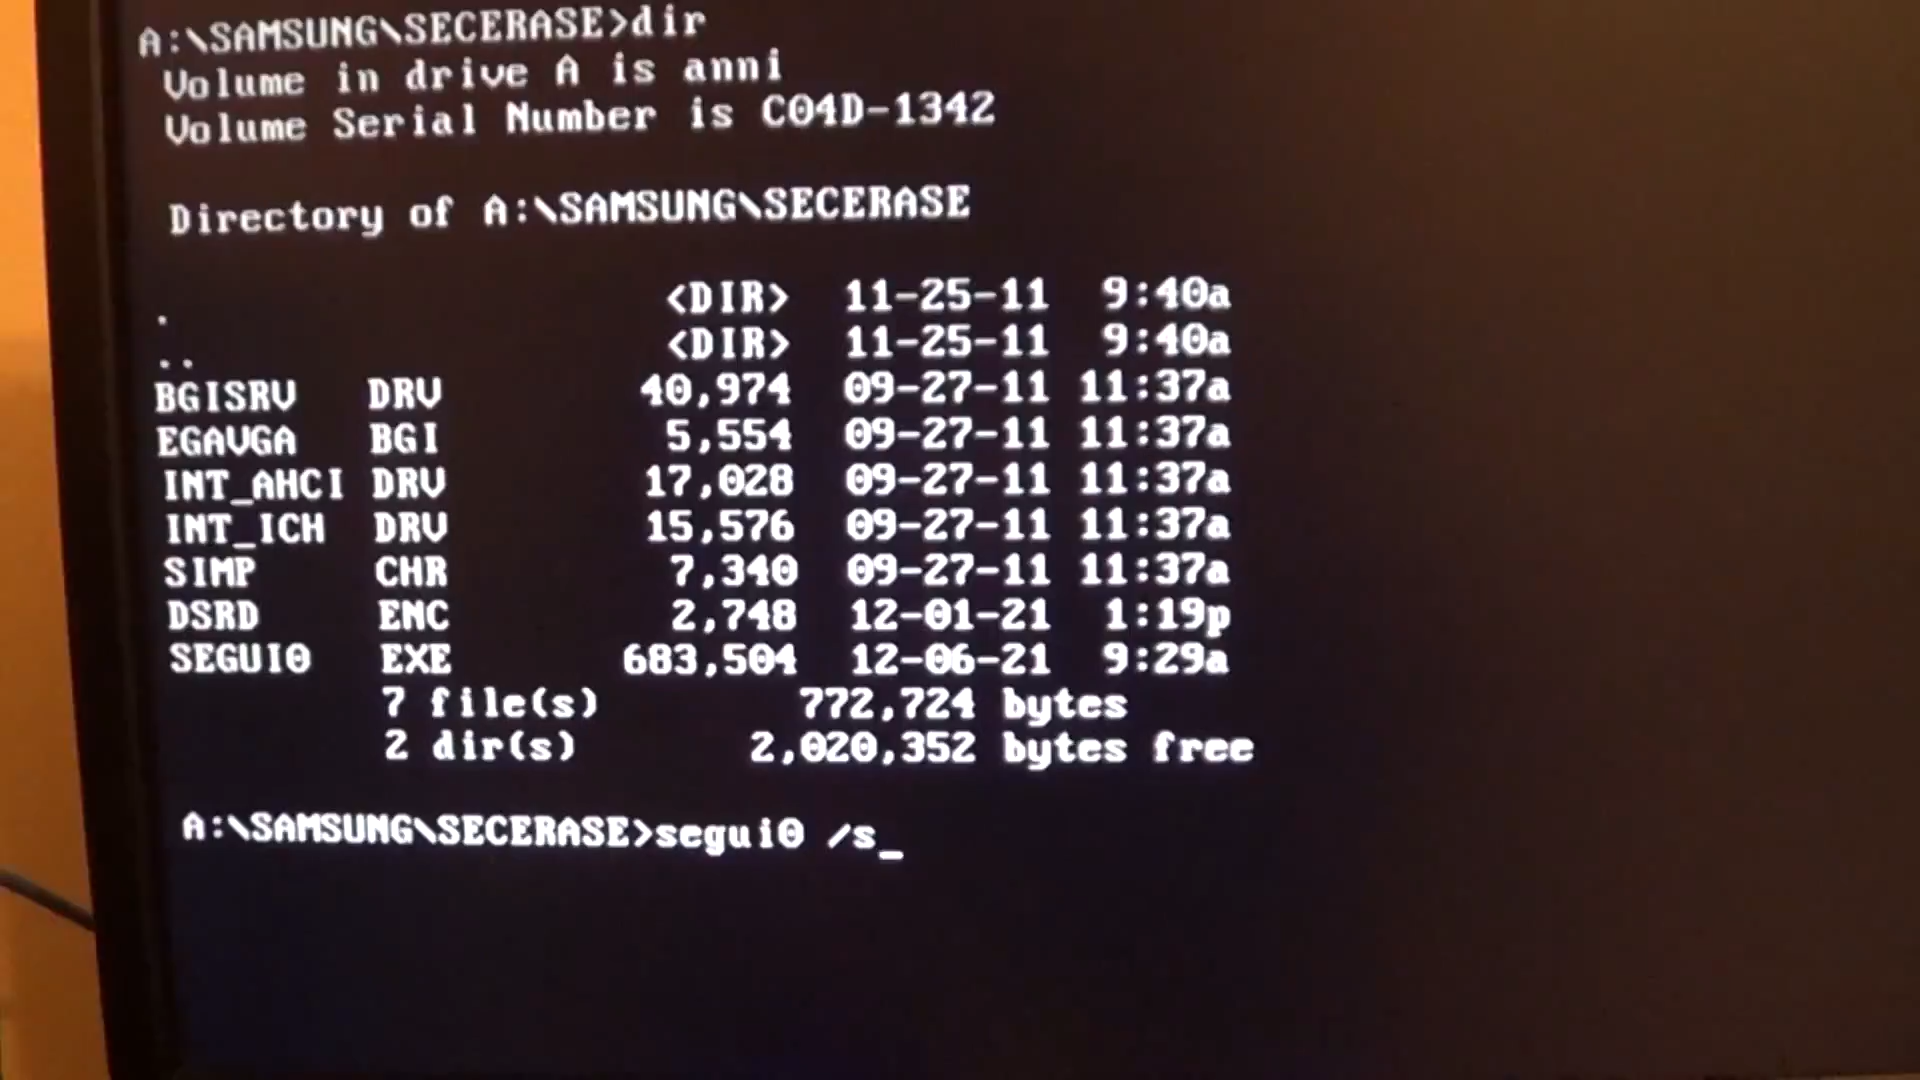 A:\SAMSUNG\SECERASE>dir
Volume in drive A is anni
Volume Serial Number is C04D-1342
Directory of A:\SAMSUNG\SECERASE
. <DIR> 11-25-11 9:40a
.. <DIR> 11-25-11 9:40a
BGISRV DRV 40,974 09-27-11 11:37a
EGAVGA BGI 5,554 09-27-11 11:37a
INT_AHCI DRV 17,028 09-27-11 11:37a
INT_ICH DRV 15,576 09-27-11 11:37a
SIMP CHR 7,340 09-27-11 11:37a
DSRD ENC 2,748 12-01-21 1:19p
SEGUI0 EXE 683,504 12-06-21 9:29a
7 file(s) 772,724 bytes
2 dir(s) 2,020,352 bytes free
A:\SAMSUNG\SECERASE>segui0 /s_